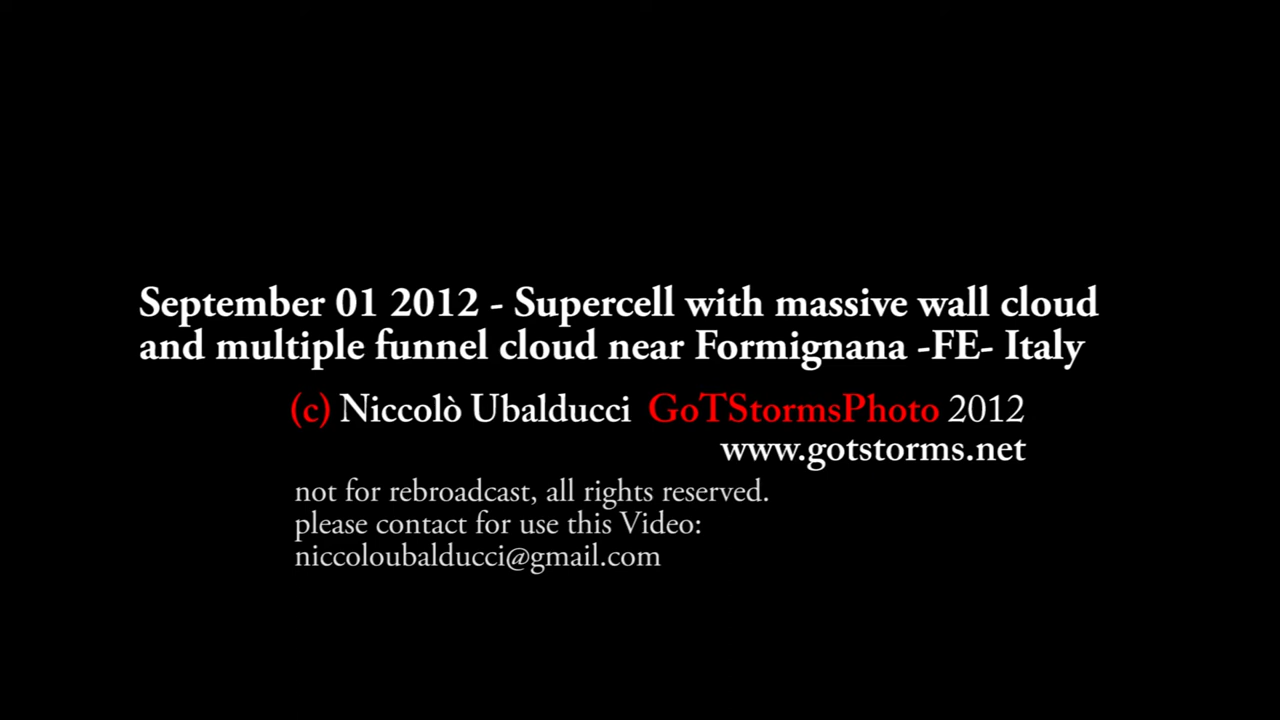 September 01 2012 - Supercell with massive wall cloud
and multiple funnel cloud near Formignana -FE- Italy
(c) Niccolò Ubalducci GoTStormsPhoto 2012
www.gotstorms.net
not for rebroadcast, all rights reserved.
please contact for use this Video:
niccoloubalducci@gmail.com